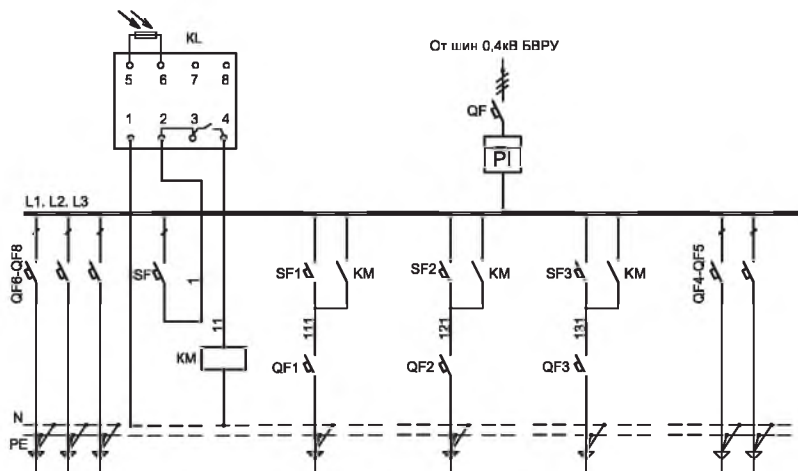 KL
От шин 0,4кВ БВРУ
5 6 7 8
QF
1 2 3 4
PI
L1, L2, L3
QF6-QF8
SF
1
SF1
KM
SF2
KM
SF3
KM
QF4-QF5
11
111
121
131
KM
QF1
QF2
QF3
N
PE